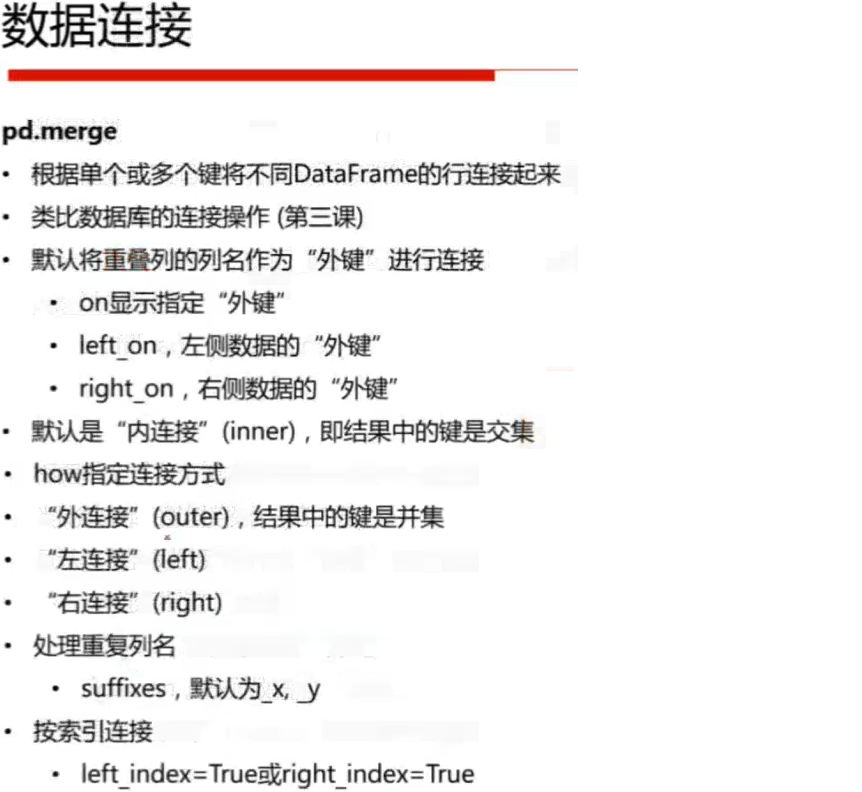 数据连接
pd.merge
• 根据单个或多个键将不同DataFrame的行连接起来
• 类比数据库的连接操作 (第三课)
• 默认将重叠列的列名作为“外键”进行连接
• on显示指定“外键”
• left_on，左侧数据的“外键”
• right_on，右侧数据的“外键”
• 默认是“内连接”(inner)，即结果中的键是交集
• how指定连接方式
• “外连接”(outer)，结果中的键是并集
• “左连接”(left)
• “右连接”(right)
• 处理重复列名
• suffixes，默认为_x, _y
• 按索引连接
• left_index=True或right_index=True